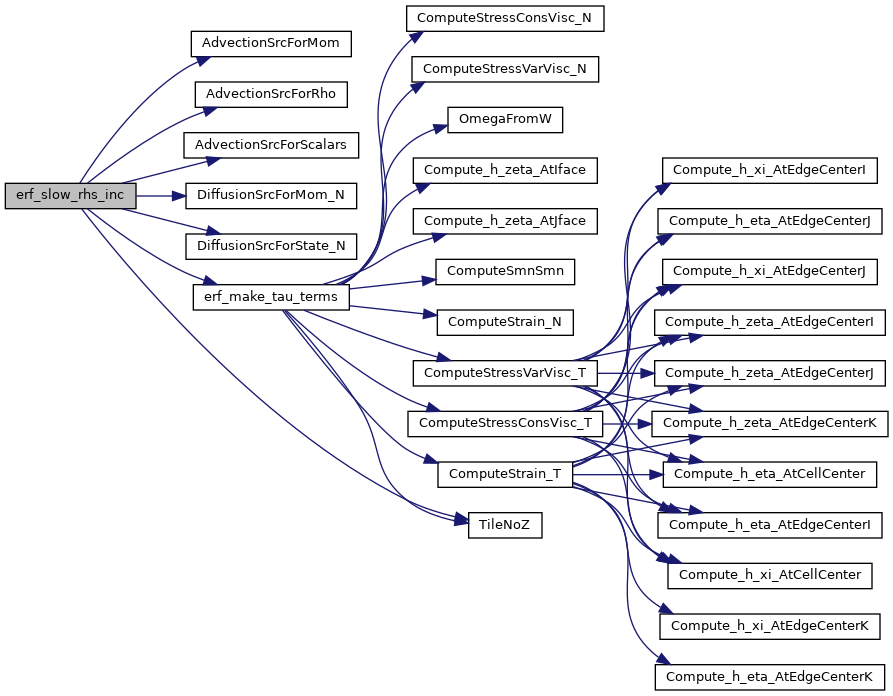 erf_slow_rhs_inc
AdvectionSrcForMom
AdvectionSrcForRho
AdvectionSrcForScalars
DiffusionSrcForMom_N
DiffusionSrcForState_N
erf_make_tau_terms
ComputeStressConsVisc_N
ComputeStressVarVisc_N
OmegaFromW
Compute_h_zeta_AtIface
Compute_h_zeta_AtJface
ComputeSmnSmn
ComputeStrain_N
ComputeStressVarVisc_T
ComputeStressConsVisc_T
ComputeStrain_T
TileNoZ
Compute_h_xi_AtEdgeCenterI
Compute_h_eta_AtEdgeCenterJ
Compute_h_xi_AtEdgeCenterJ
Compute_h_zeta_AtEdgeCenterI
Compute_h_zeta_AtEdgeCenterJ
Compute_h_zeta_AtEdgeCenterK
Compute_h_eta_AtCellCenter
Compute_h_eta_AtEdgeCenterI
Compute_h_xi_AtCellCenter
Compute_h_xi_AtEdgeCenterK
Compute_h_eta_AtEdgeCenterK